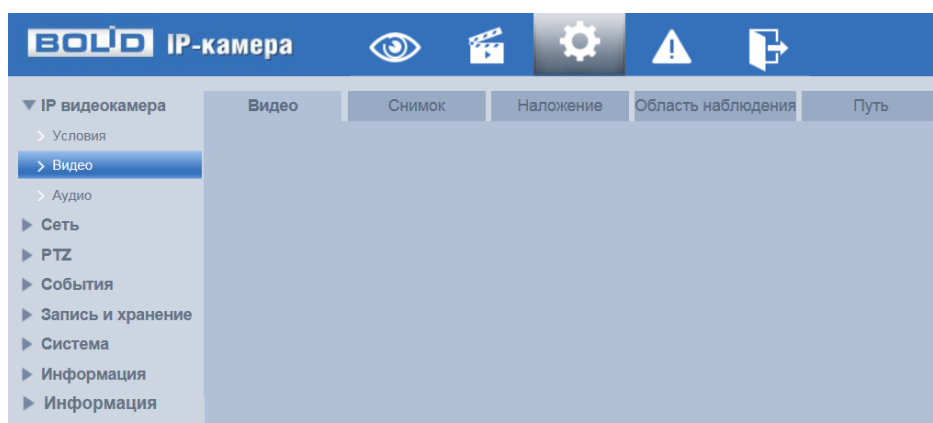 BOLID IP-камера
IP видеокамера
Видео Снимок Наложение Область наблюдения Путь
Условия
Видео
Аудио
Сеть
PTZ
События
Запись и хранение
Система
Информация
Информация